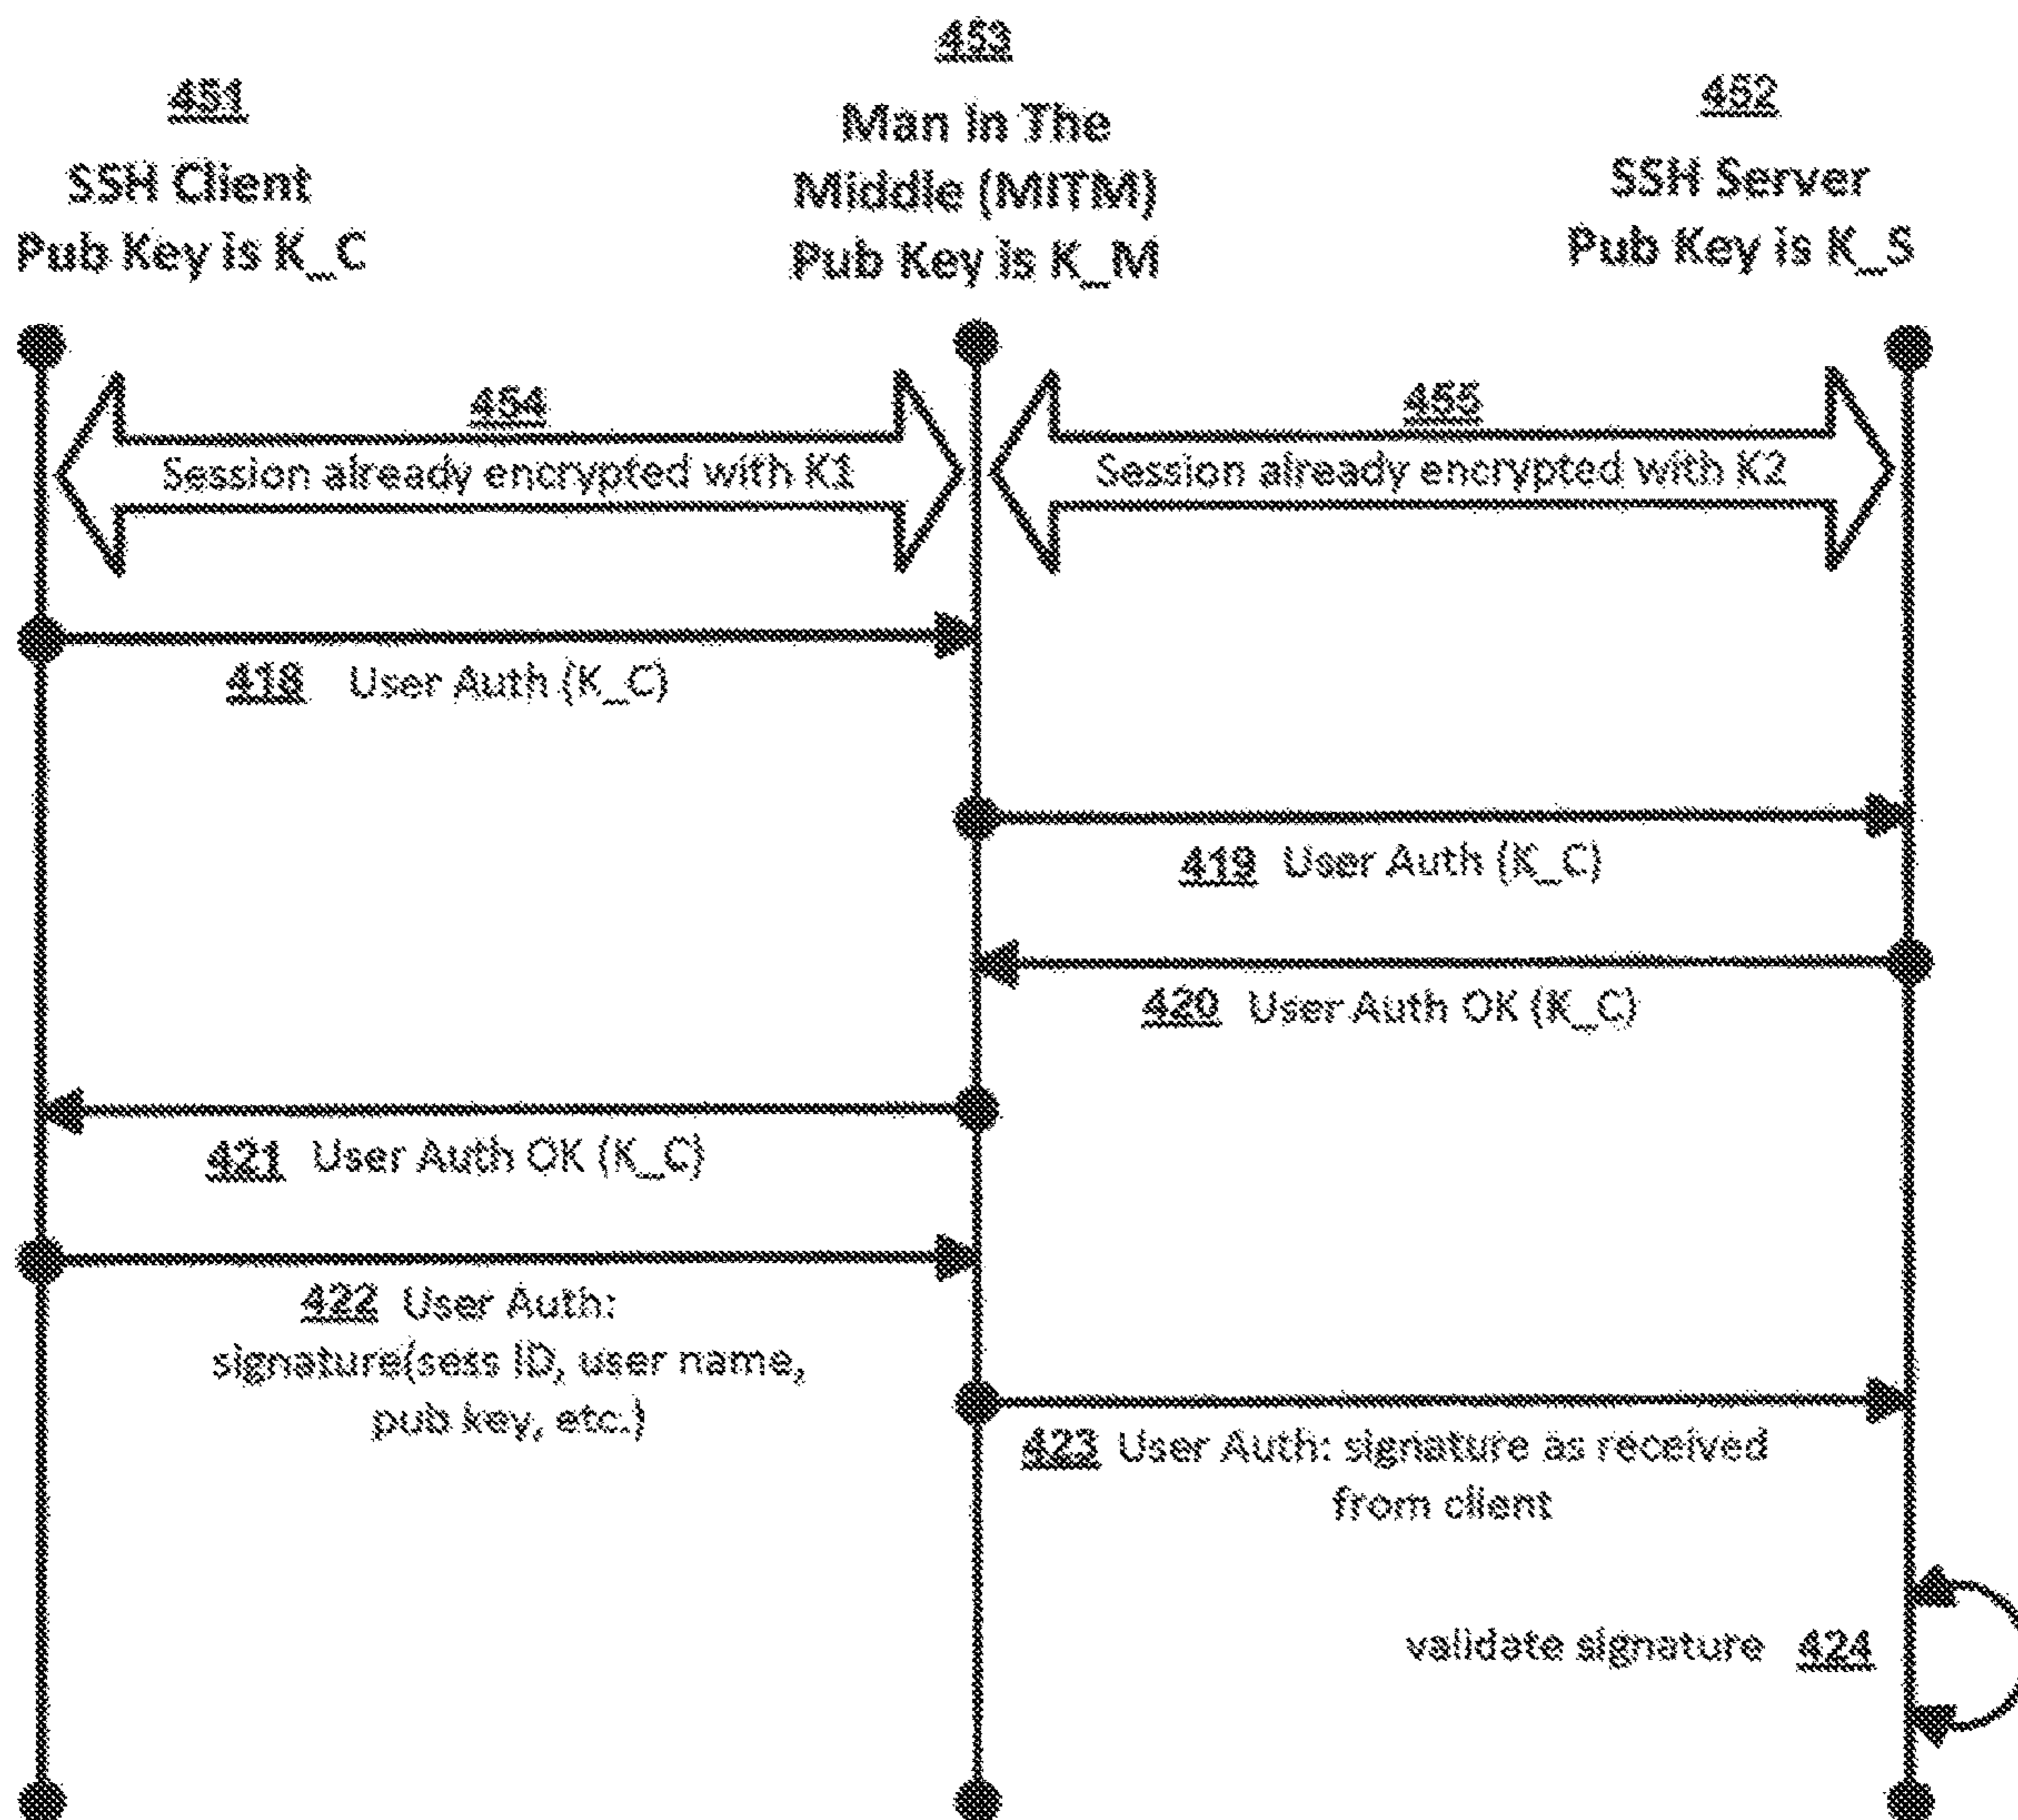 453
451
452
Man In The
Middle (MITM)
Pub Key is K_M
SSH Client
Pub Key is K_C
SSH Server
Pub Key is K_S
454
455
Session already encrypted with K1
Session already encrypted with K2
418 User Auth (K_C)
419 User Auth (K_C)
420 User Auth OK (K_C)
421 User Auth OK (K_C)
422 User Auth:
signature(sess ID, user name,
pub key, etc.)
423 User Auth: signature as received
from client
validate signature 424